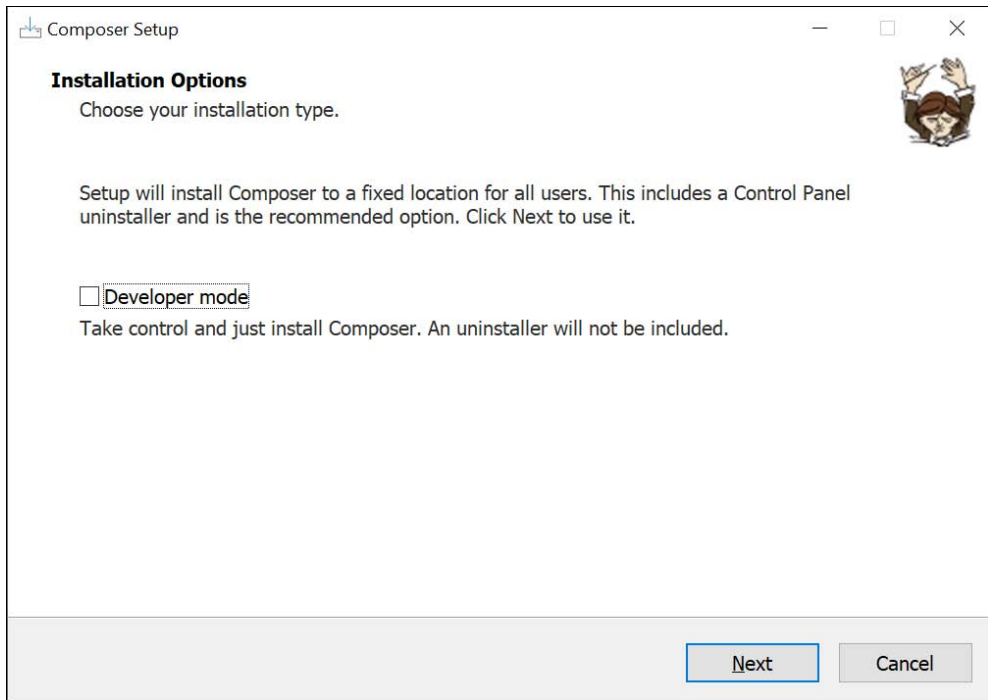 Composer Setup
Installation Options
Choose your installation type.
Setup will install Composer to a fixed location for all users. This includes a Control Panel
uninstaller and is the recommended option. Click Next to use it.
Developer mode
Take control and just install Composer. An uninstaller will not be included.
Next Cancel